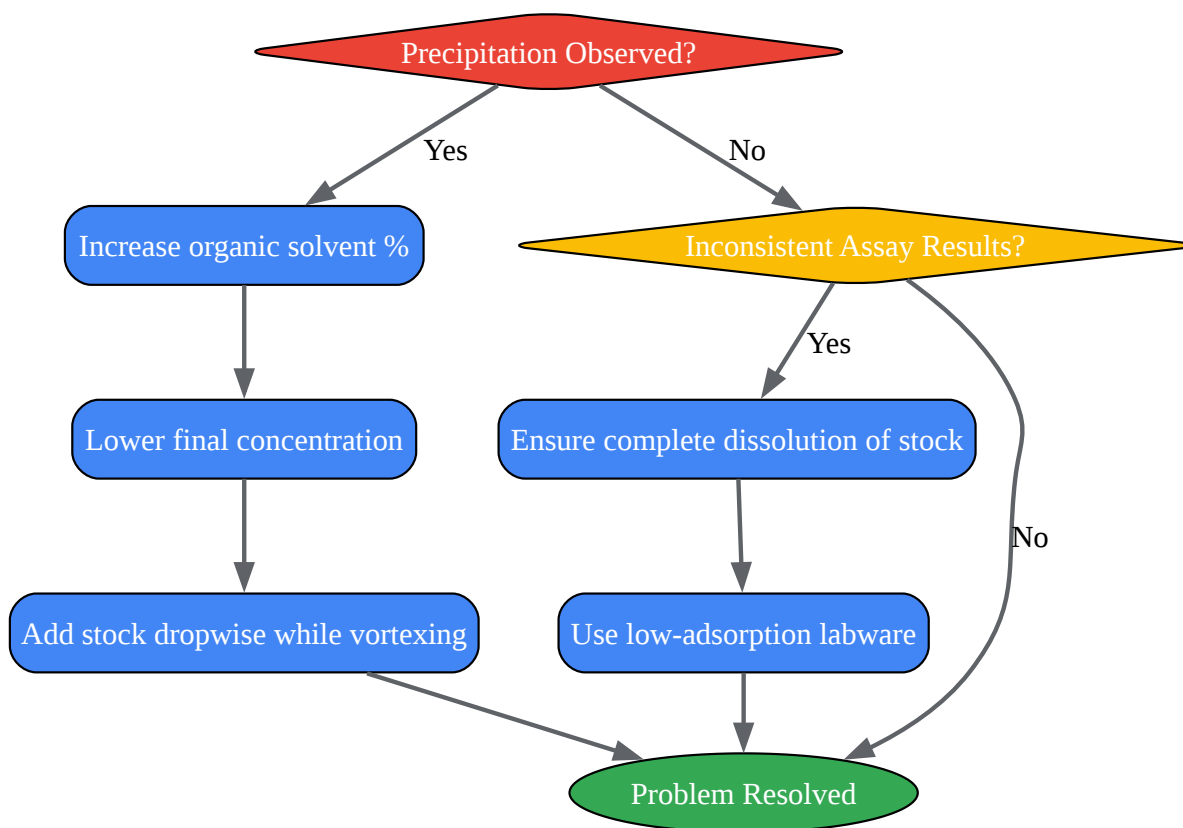 Precipitation Observed?
Yes
No
Increase organic solvent %
Inconsistent Assay Results?
Yes
Lower final concentration
Ensure complete dissolution of stock
No
Add stock dropwise while vortexing
Use low-adsorption labware
Problem Resolved